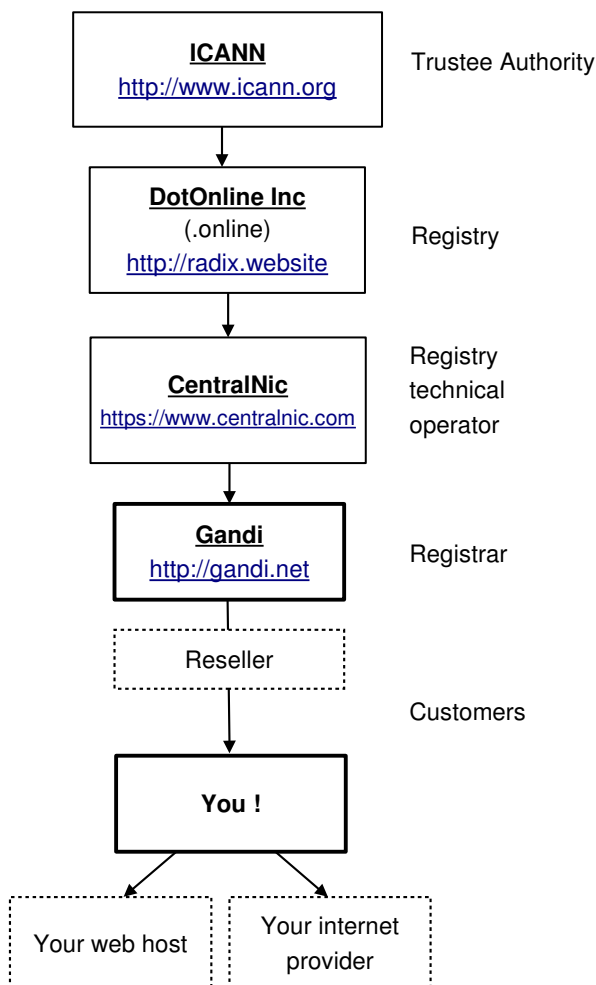 ICANN
http://www.icann.org
Trustee Authority
DotOnline Inc
(.online)
http://radix.website
Registry
CentralNic
https://www.centralnic.com
Registry
technical
operator
Gandi
http://gandi.net
Registrar
Reseller
Customers
You !
Your web host
Your internet
provider